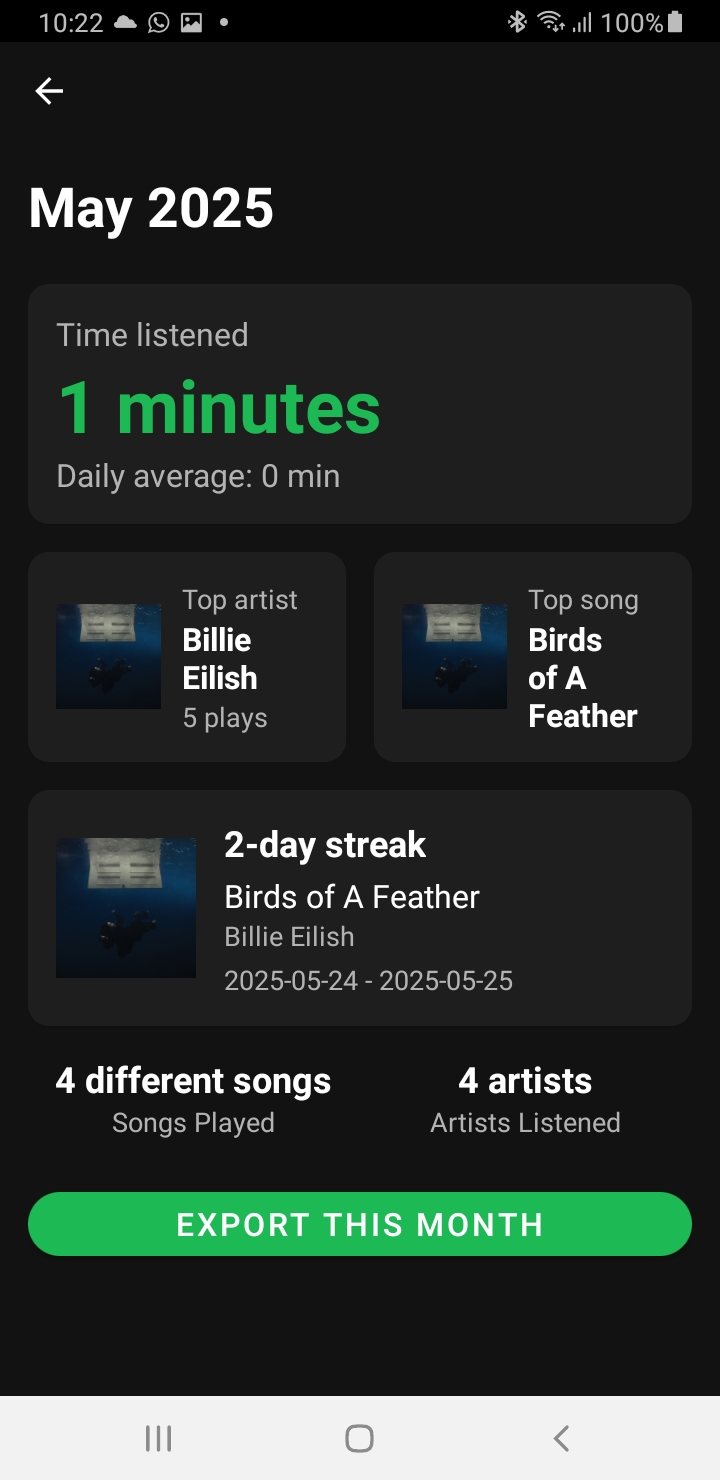 10:22
100%
May 2025
Time listened
1 minutes
Daily average: 0 min
Top artist
Billie
Eilish
5 plays
Top song
Birds
of A
Feather
2-day streak
Birds of A Feather
Billie Eilish
2025-05-24 - 2025-05-25
4 different songs
Songs Played
4 artists
Artists Listened
EXPORT THIS MONTH